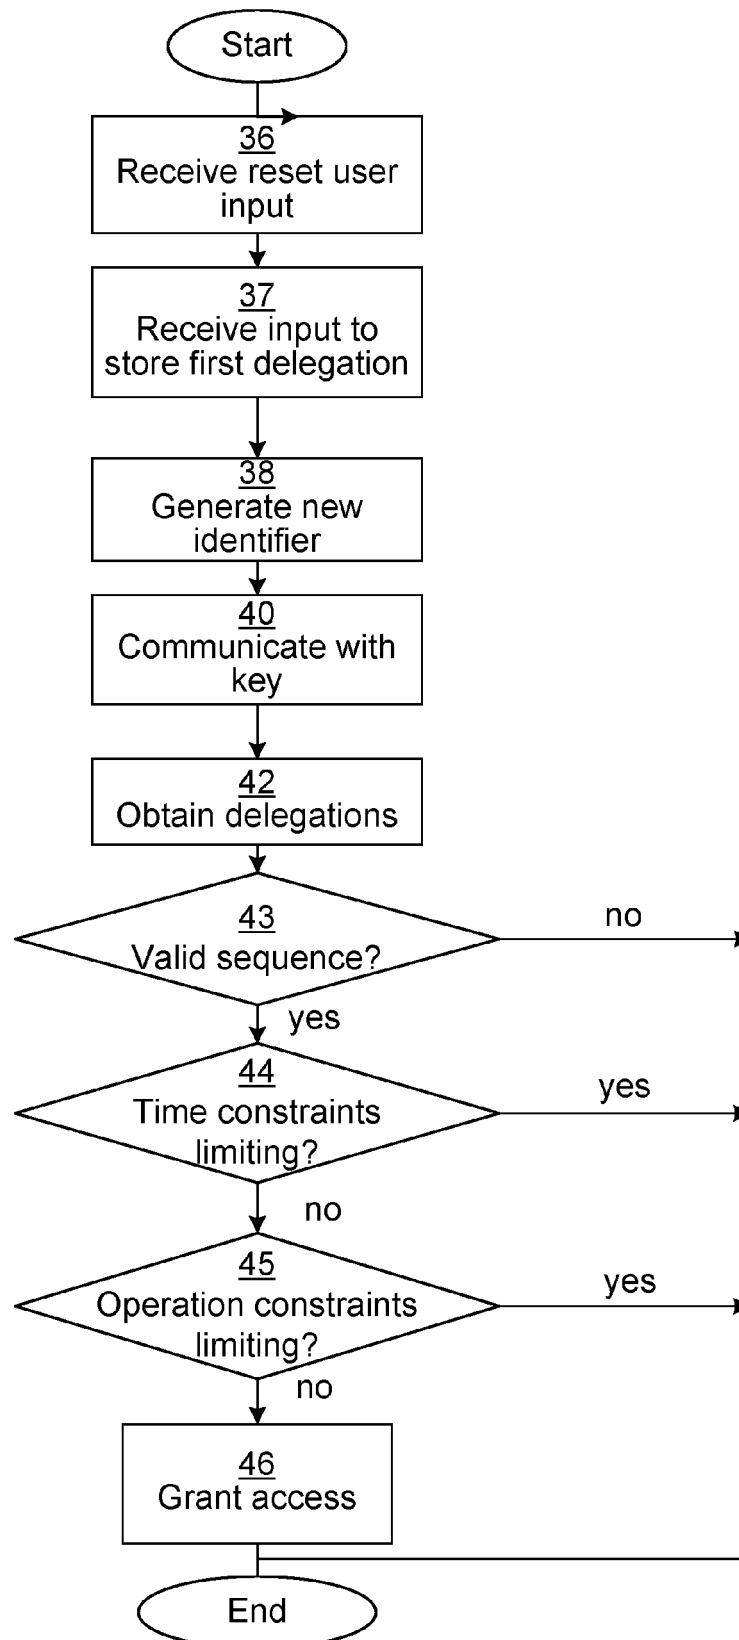 Start
36
Receive reset user
input
37
Receive input to
store first delegation
38
Generate new
identifier
40
Communicate with
key
42
Obtain delegations
43
Valid sequence?
no
yes
44
Time constraints
limiting?
yes
no
45
Operation constraints
limiting?
yes
no
46
Grant access
End